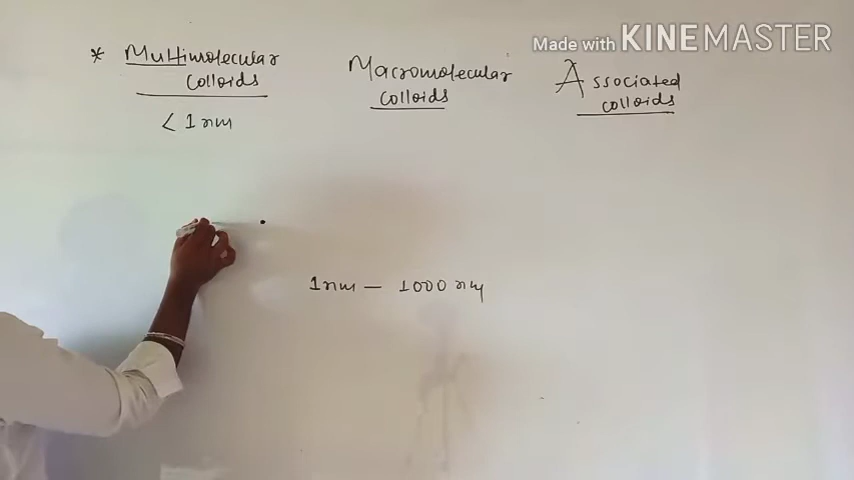 Made with KINEMASTER
* Multimolecular
colloids
< 1 nm
Macromolecular
colloids
Associated
colloids
1nm — 1000 nm